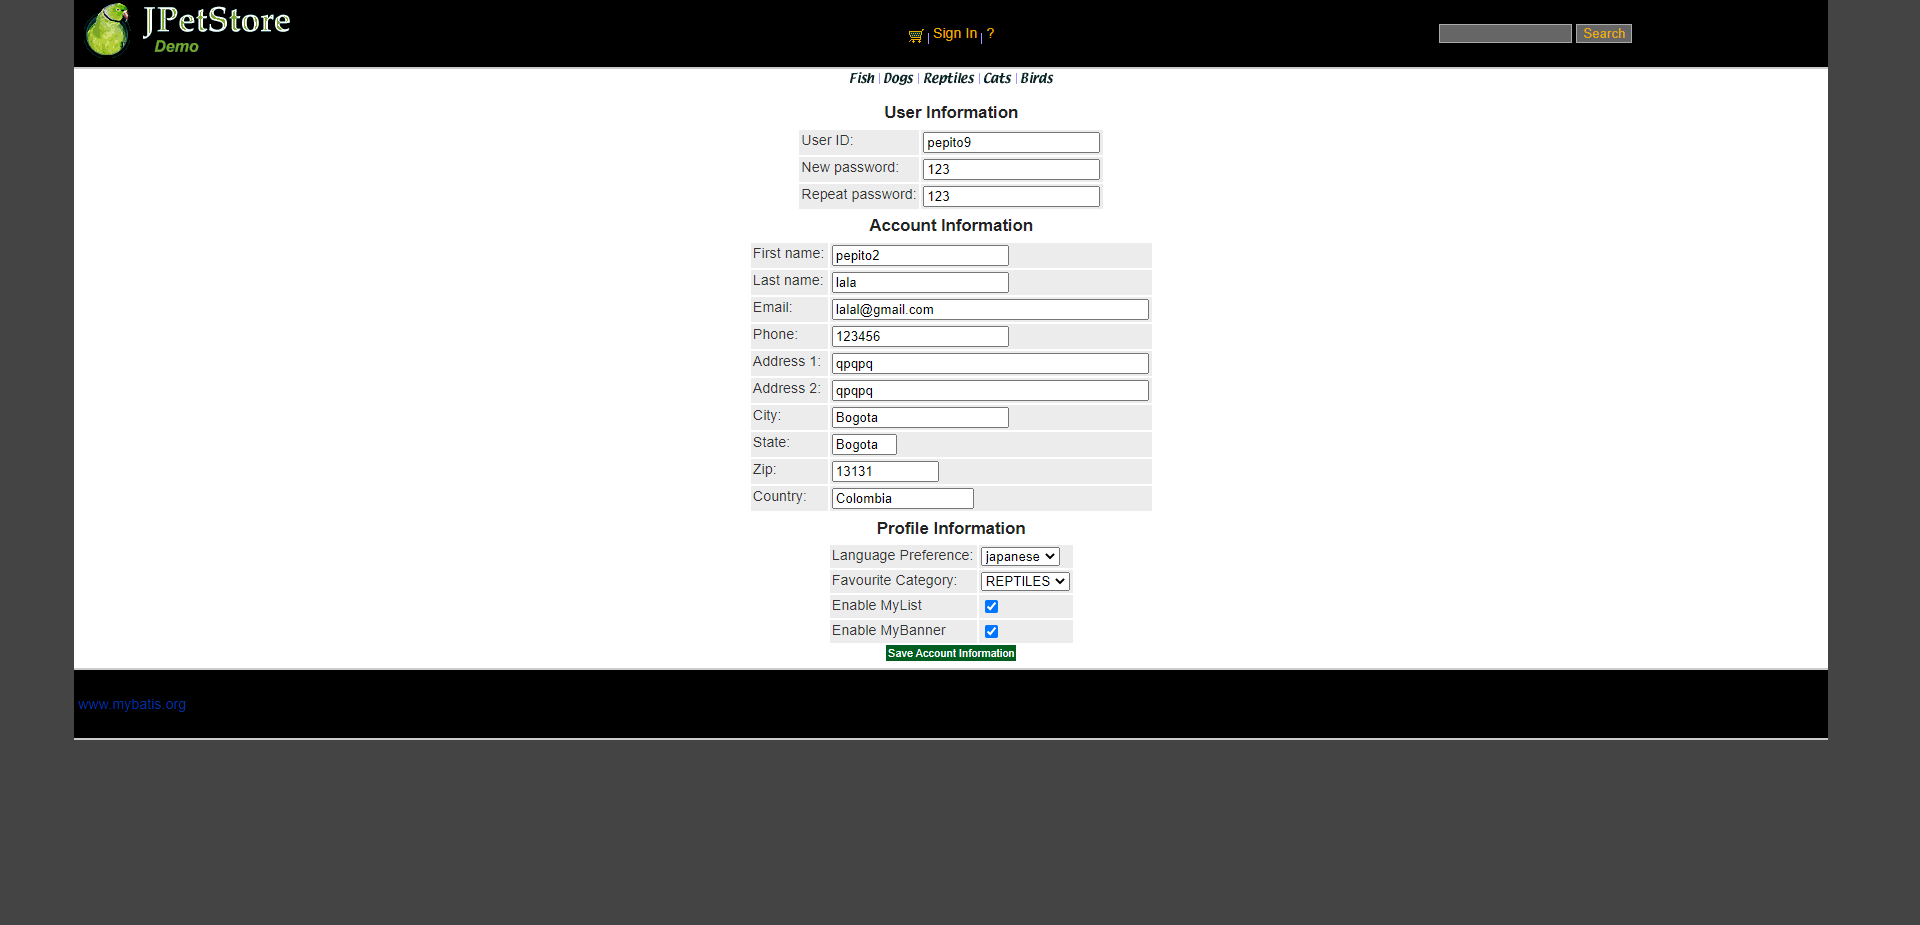 JPetStore
Demo
Sign In | ?
Search
Fish | Dogs | Reptiles | Cats | Birds
User Information
User ID: pepito9
New password: 123
Repeat password: 123
Account Information
First name: pepito2
Last name: lala
Email: lalal@gmail.com
Phone: 123456
Address 1: qpqpq
Address 2: qpqpq
City: Bogota
State: Bogota
Zip: 13131
Country: Colombia
Profile Information
Language Preference: japanese
Favourite Category: REPTILES
Enable MyList
Enable MyBanner
Save Account Information
www.mybatis.org